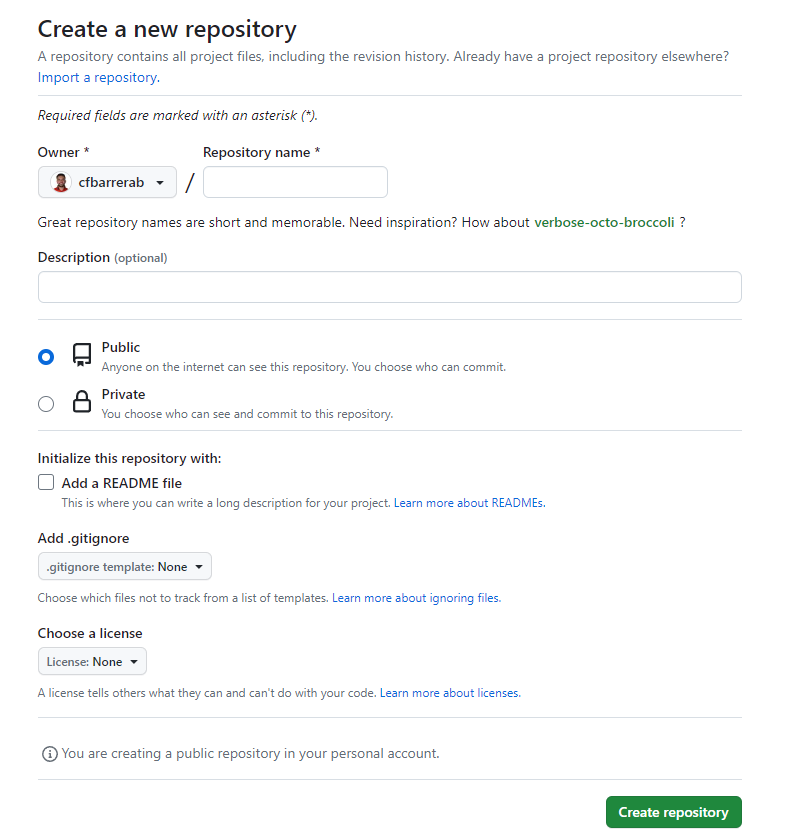 Create a new repository
A repository contains all project files, including the revision history. Already have a project repository elsewhere?
Import a repository.
Required fields are marked with an asterisk (*).
Owner * Repository name *
cfbarrerab /
Great repository names are short and memorable. Need inspiration? How about verbose-octo-broccoli ?
Description (optional)
Public
Anyone on the internet can see this repository. You choose who can commit.
Private
You choose who can see and commit to this repository.
Initialize this repository with:
Add a README file
This is where you can write a long description for your project. Learn more about READMEs.
Add .gitignore
.gitignore template: None
Choose which files not to track from a list of templates. Learn more about ignoring files.
Choose a license
License: None
A license tells others what they can and can't do with your code. Learn more about licenses.
You are creating a public repository in your personal account.
Create repository